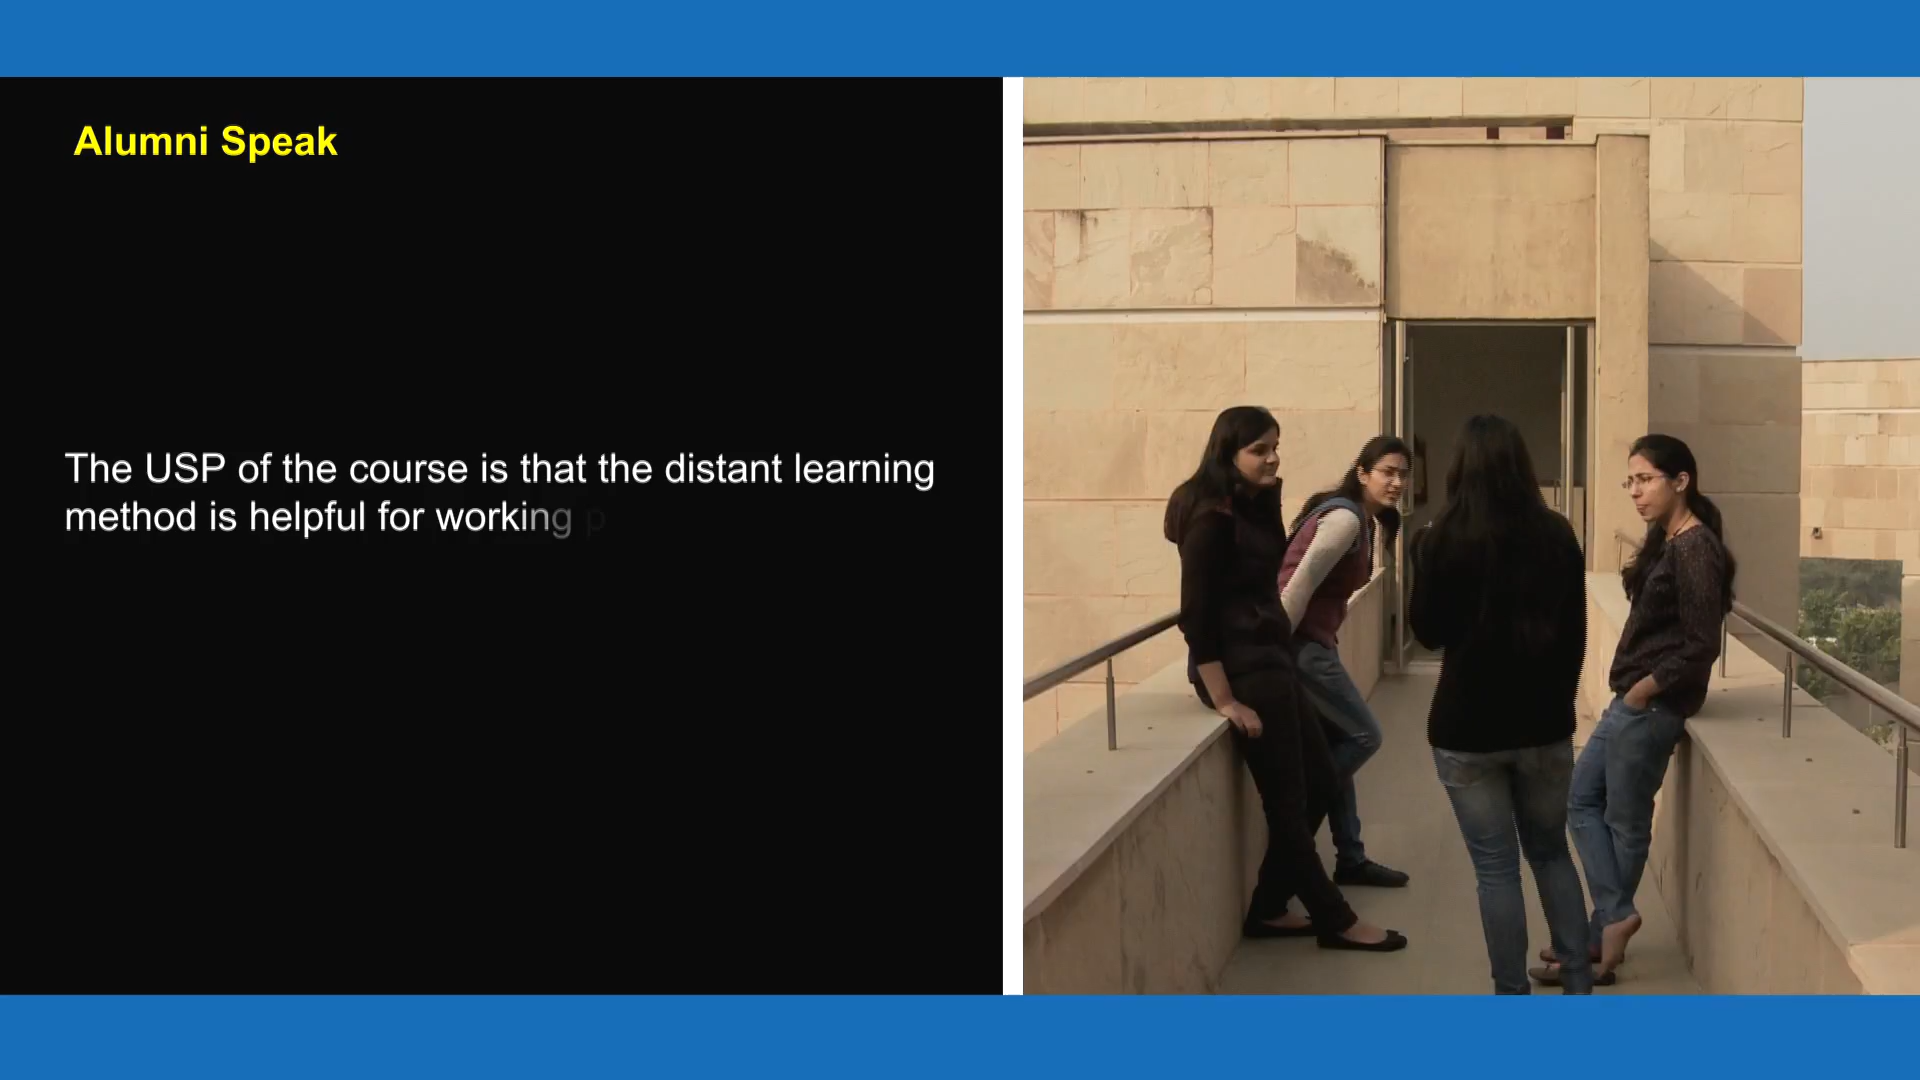 Alumni Speak
The USP of the course is that the distant learning
method is helpful for working p